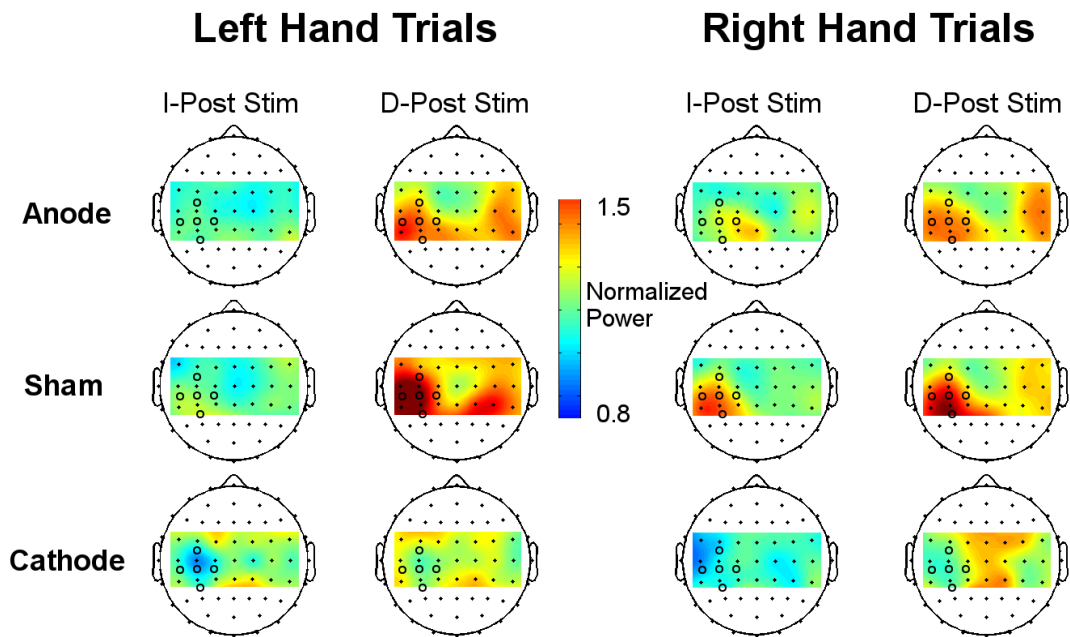 Left Hand Trials
Right Hand Trials
I-Post Stim
D-Post Stim
I-Post Stim
D-Post Stim
Anode
1.5
Normalized
Power
0.8
Sham
Cathode